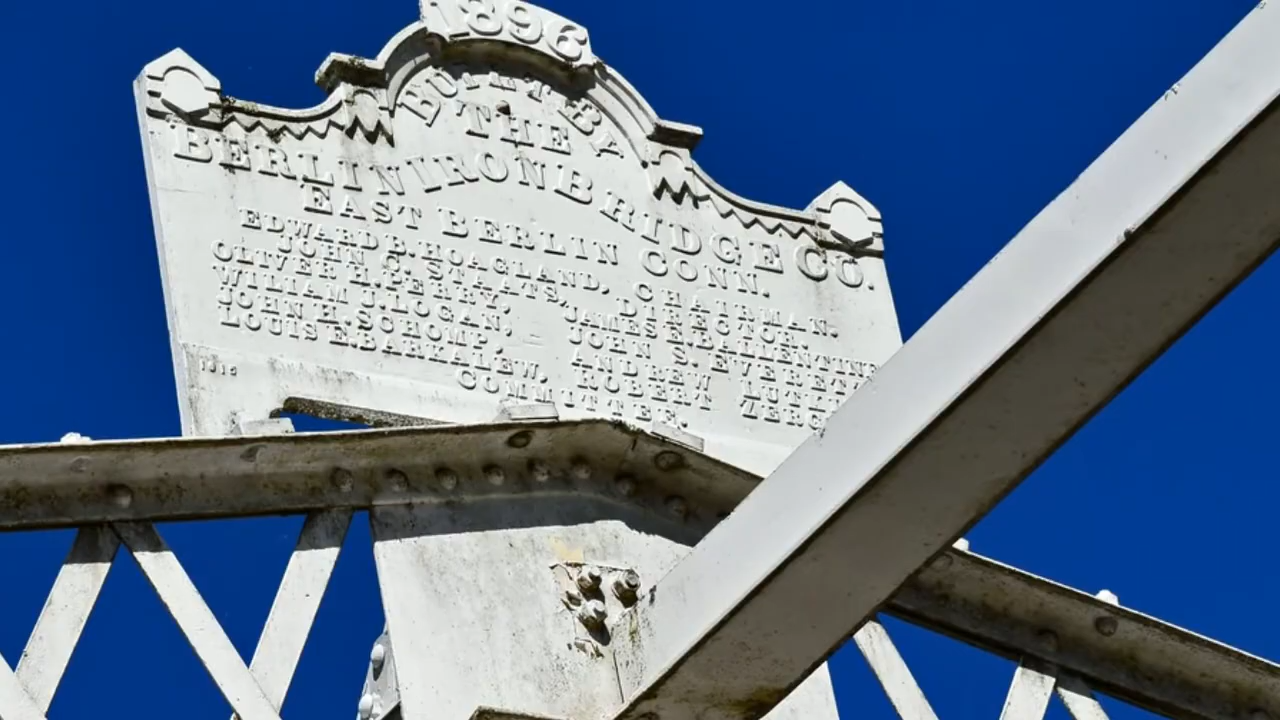 1896
BUILT BY
THE
BERLIN IRON BRIDGE CO.
EAST BERLIN CONN.
EDWARD B. HOAGLAND, CHAIRMAN.
JOHN C. STAATS, DIRECTOR.
OLIVER H. PERRY, JAMES E. BALLENTINE
WILIAM J. LOGAN, JOHN S. EVERETT
JOHN H. SCHOMP, ANDREW
LOUIS E. BARKALEW, ROBERT
COMMITTEE.